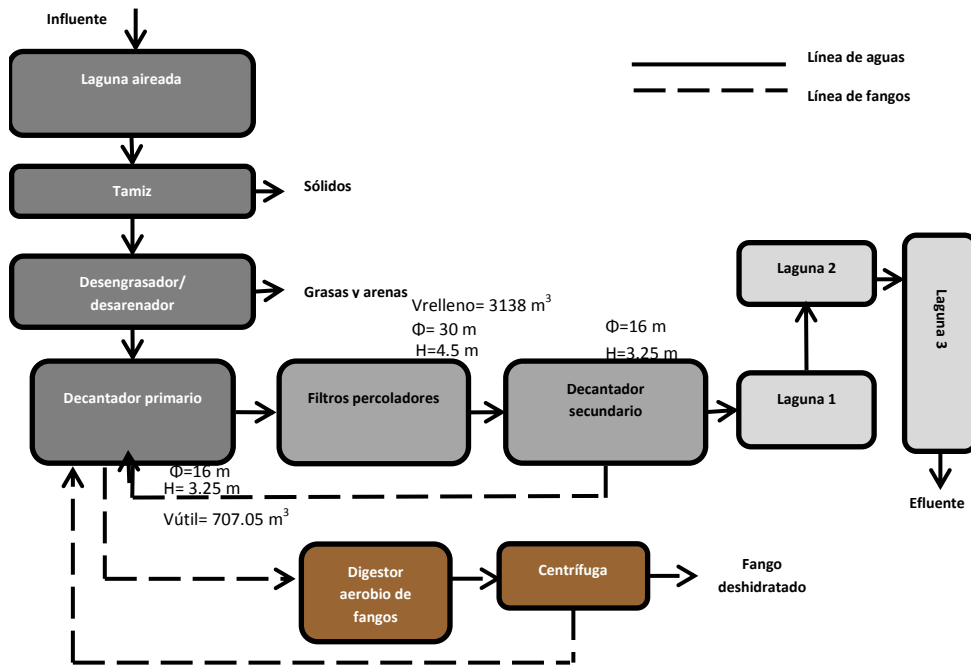 Influente
Laguna aireada
Línea de aguas
Línea de fangos
Tamiz
Sólidos
Desengrasador/
desarenador
Grasas y arenas
Vrelleno= 3138 m³
Φ= 30 m
H=4.5 m
Φ=16 m
H=3.25 m
Laguna 2
Laguna 3
Decantador primario
Filtros percoladores
Decantador
secundario
Laguna 1
Φ=16 m
H= 3.25 m
Vútil= 707.05 m³
Efluente
Digestor
aerobio de
fangos
Centrífuga
Fango
deshidratado